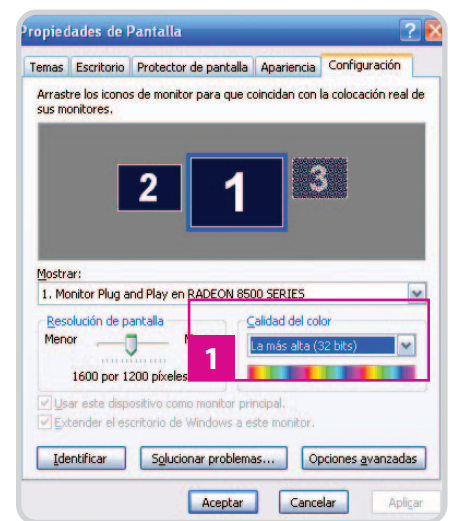 Propiedades de Pantalla
Temas Escritorio Protector de pantalla Apariencia Configuración
Arrastre los iconos de monitor para que coincidan con la colocación real de
sus monitores.
2 1 3
Mostrar:
1. Monitor Plug and Play en RADEON 8500 SERIES
Resolución de pantalla
Menor
1600 por 1200 píxeles
Calidad del color
La más alta (32 bits)
1
Usar este dispositivo como monitor principal.
Extender el escritorio de Windows a este monitor.
Identificar Solucionar problemas... Opciones avanzadas
Aceptar Cancelar Aplicar